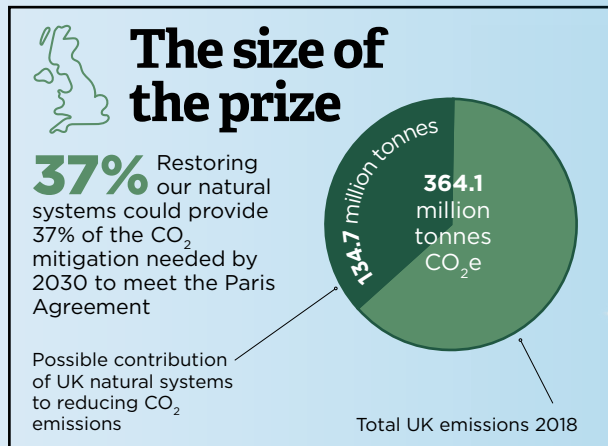 The size of
the prize
37% Restoring
our natural
systems could provide
37% of the CO₂
mitigation needed by
2030 to meet the Paris
Agreement
134.7 million tonnes
364.1
million
tonnes
CO₂e
Possible contribution
of UK natural systems
to reducing CO₂
emissions
Total UK emissions 2018